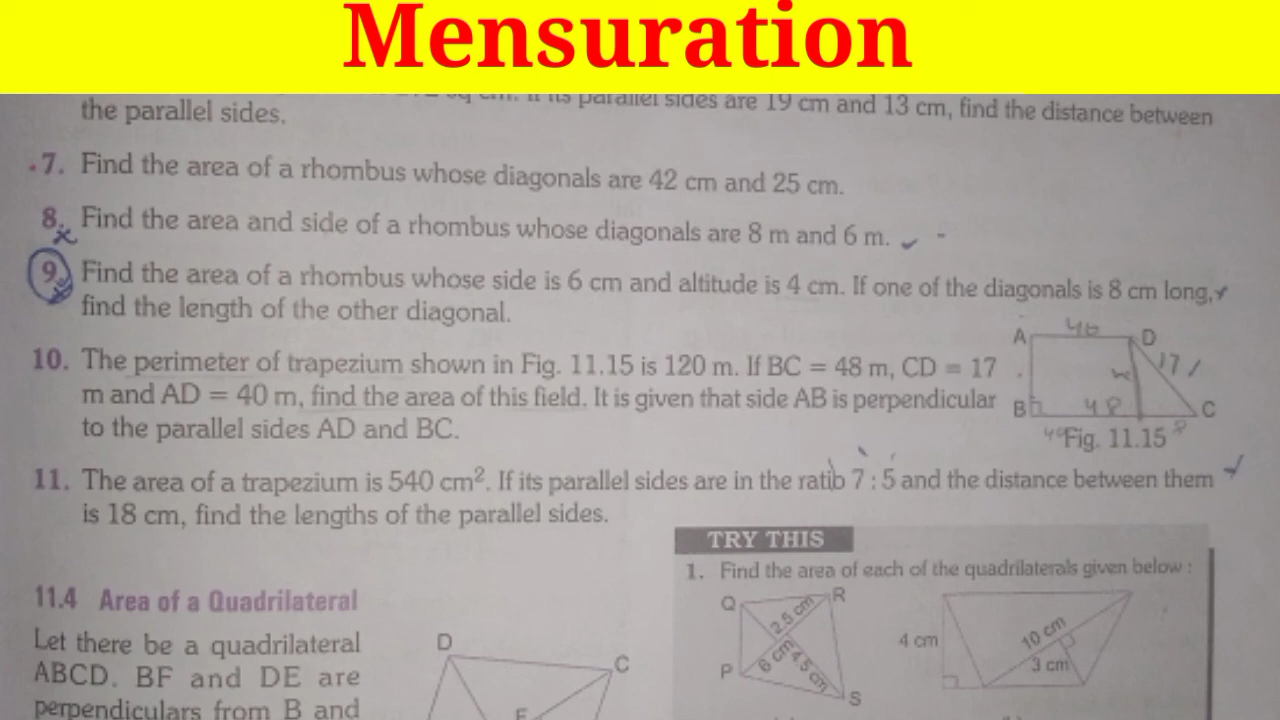 Mensuration
its parallel sides are 19 cm and 13 cm, find the distance between
the parallel sides.
7. Find the area of a rhombus whose diagonals are 42 cm and 25 cm.
8. Find the area and side of a rhombus whose diagonals are 8 m and 6 m.
9. Find the area of a rhombus whose side is 6 cm and altitude is 4 cm. If one of the diagonals is 8 cm long,
find the length of the other diagonal.
10. The perimeter of trapezium shown in Fig. 11.15 is 120 m. If BC = 48 m, CD = 17
m and AD = 40 m, find the area of this field. It is given that side AB is perpendicular
to the parallel sides AD and BC.
A D
17
B 48 C
Fig. 11.15
11. The area of a trapezium is 540 cm². If its parallel sides are in the ratio 7 : 5 and the distance between them
is 18 cm, find the lengths of the parallel sides.
11.4 Area of a Quadrilateral
Let there be a quadrilateral
ABCD. BF and DE are
perpendiculars from B and
D
C
TRY THIS
1. Find the area of each of the quadrilaterals given below :
Q R
2.5 cm
P 6 cm 4.5 cm
S
4 cm 10 cm
3 cm